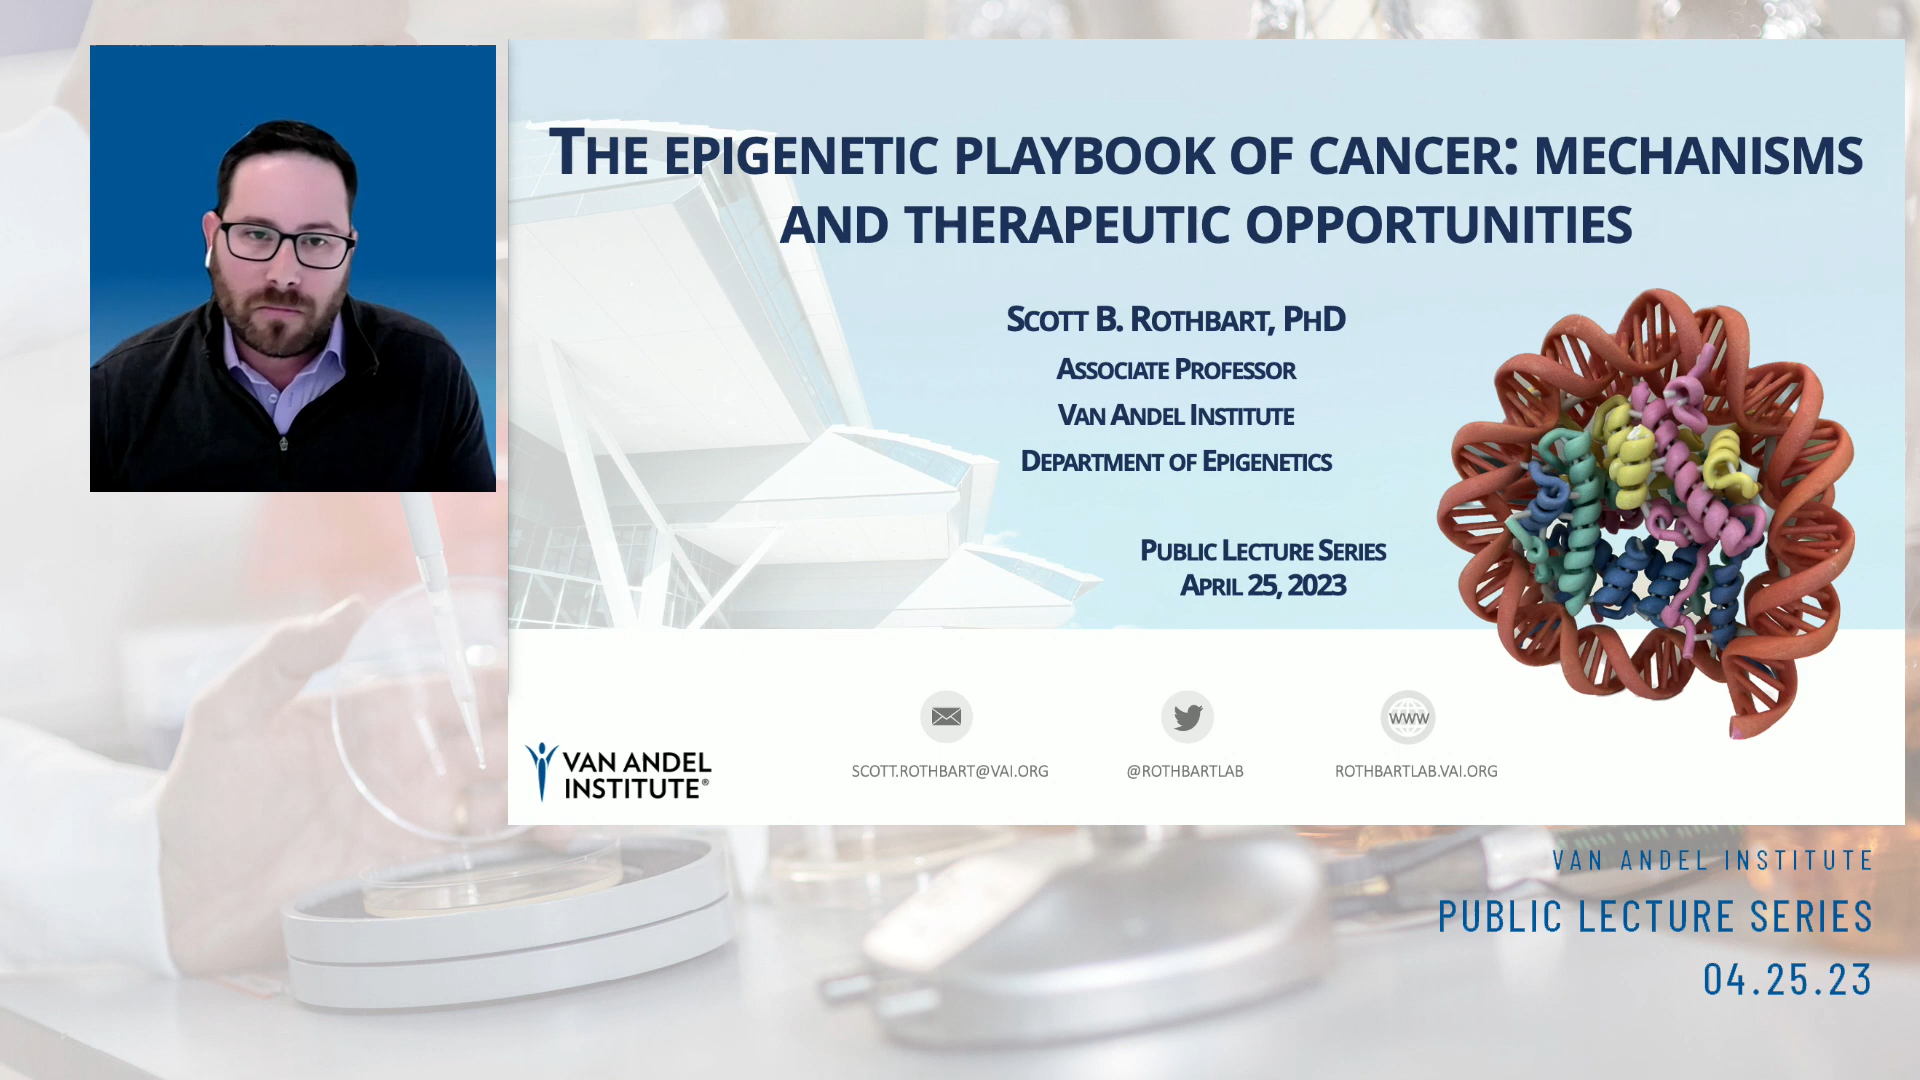 THE EPIGENETIC PLAYBOOK OF CANCER: MECHANISMS
AND THERAPEUTIC OPPORTUNITIES
SCOTT B. ROTHBART, PHD
ASSOCIATE PROFESSOR
VAN ANDEL INSTITUTE
DEPARTMENT OF EPIGENETICS
PUBLIC LECTURE SERIES
APRIL 25, 2023
WWW
SCOTT.ROTHBART@VAI.ORG
@ROTHBARTLAB
ROTHBARTLAB.VAI.ORG
VAN ANDEL
INSTITUTE®
VAN ANDEL INSTITUTE
PUBLIC LECTURE SERIES
04.25.23